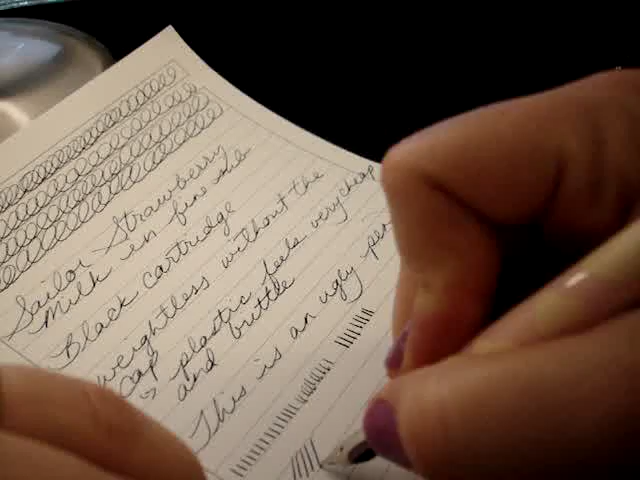 Sailor Strawberry
Milk in fine nib
Black cartridge
weightless without the
cap → plastic feels very cheap
and brittle
This is an ugly pen